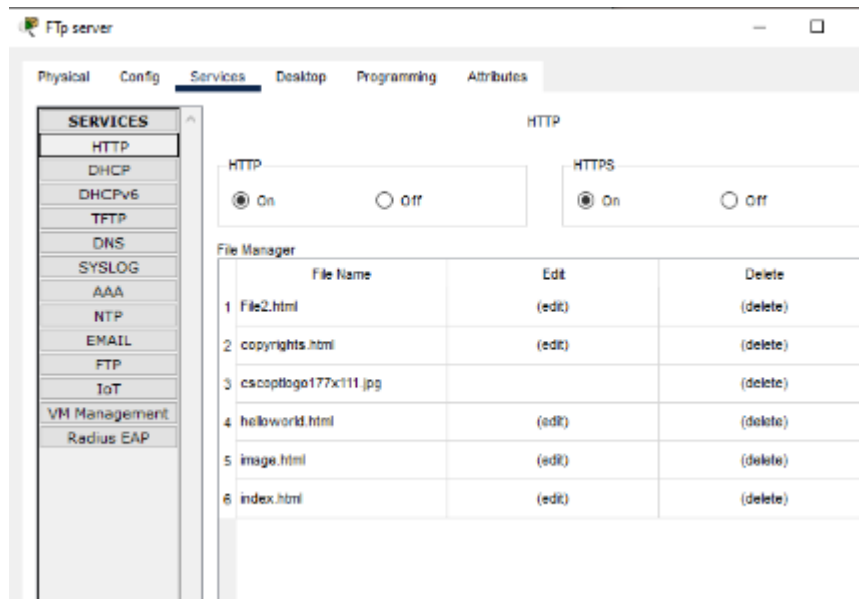 FTp server
Physical Config Services Desktop Programming Attributes
SERVICES
HTTP
DHCP
DHCPv6
TFTP
DNS
SYSLOG
AAA
NTP
EMAIL
FTP
IoT
VM Management
Radius EAP
HTTP
HTTP
On Off
HTTPS
On Off
File Manager
File Name Edit Delete
1 File2.html (edit) (delete)
2 copyrights.html (edit) (delete)
3 cscoptlogo177x111.jpg (delete)
4 helloworld.html (edit) (delete)
5 image.html (edit) (delete)
6 index.html (edit) (delete)